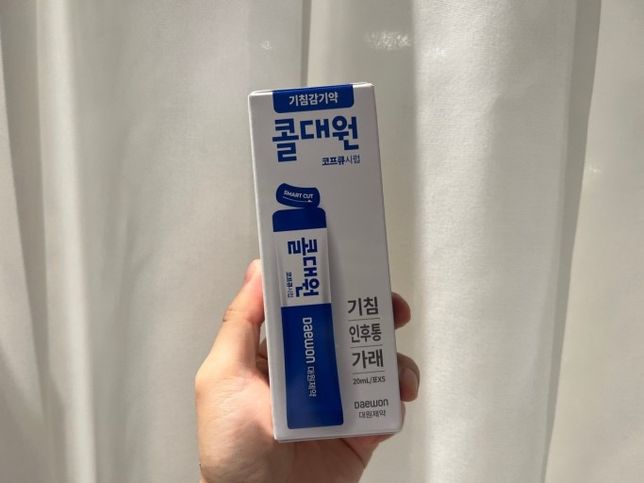 기침감기약
콜대원
코프큐시럽
SMART CUT
콜대원
코프큐시럽
Daewon 대원제약
기침
인후통
가래
20mL/포X5
Daewon
대원제약